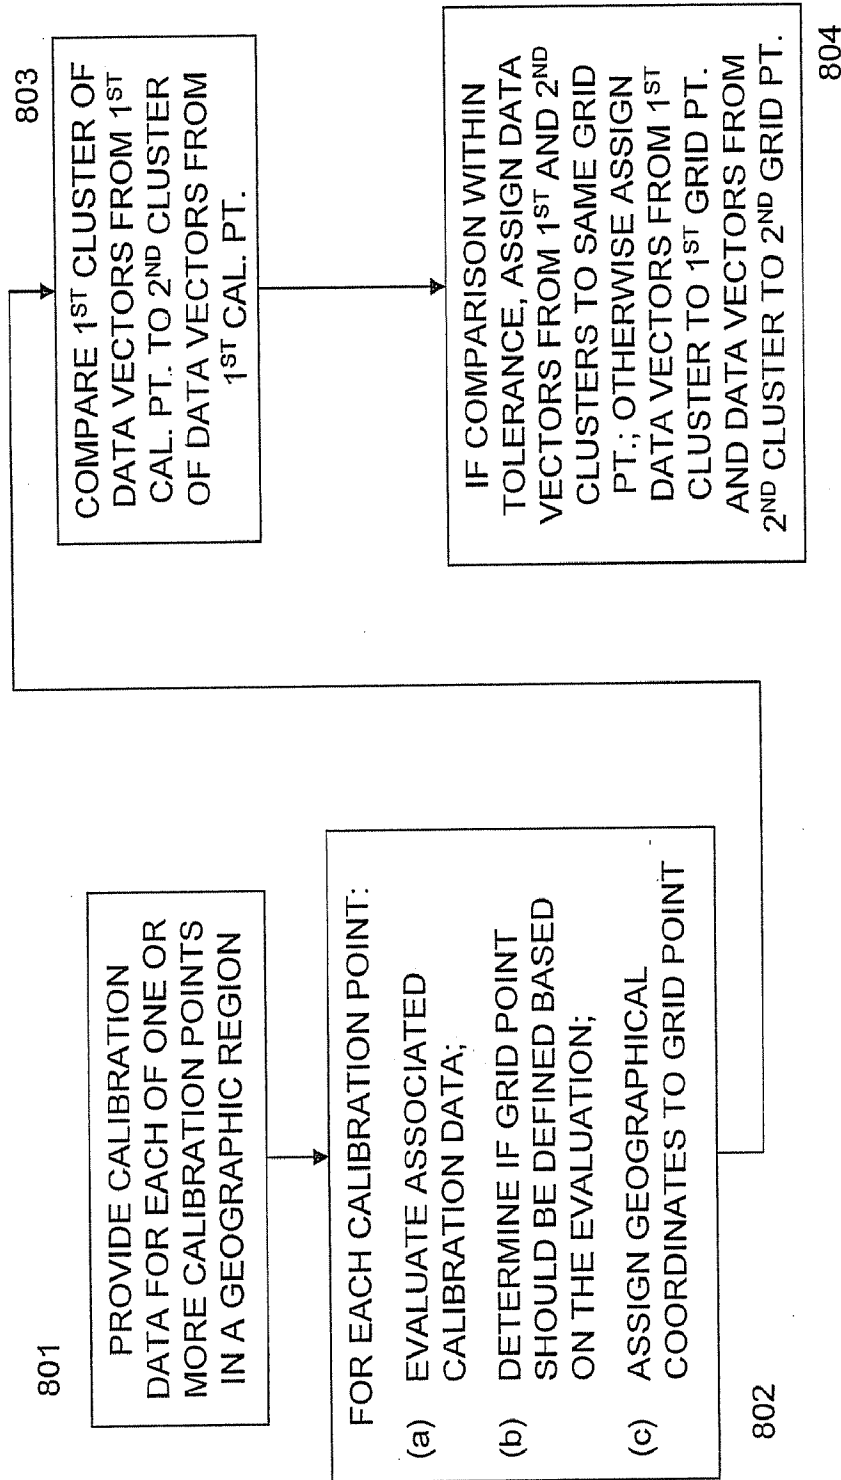 801
PROVIDE CALIBRATION
DATA FOR EACH OF ONE OR
MORE CALIBRATION POINTS
IN A GEOGRAPHIC REGION
FOR EACH CALIBRATION POINT:
(a) EVALUATE ASSOCIATED
CALIBRATION DATA;
(b) DETERMINE IF GRID POINT
SHOULD BE DEFINED BASED
ON THE EVALUATION;
(c) ASSIGN GEOGRAPHICAL
COORDINATES TO GRID POINT
802
803
COMPARE 1ST CLUSTER OF
DATA VECTORS FROM 1ST
CAL. PT. TO 2ND CLUSTER
OF DATA VECTORS FROM
1ST CAL. PT.
IF COMPARISON WITHIN
TOLERANCE, ASSIGN DATA
VECTORS FROM 1ST AND 2ND
CLUSTERS TO SAME GRID
PT.; OTHERWISE ASSIGN
DATA VECTORS FROM 1ST
CLUSTER TO 1ST GRID PT.
AND DATA VECTORS FROM
2ND CLUSTER TO 2ND GRID PT.
804